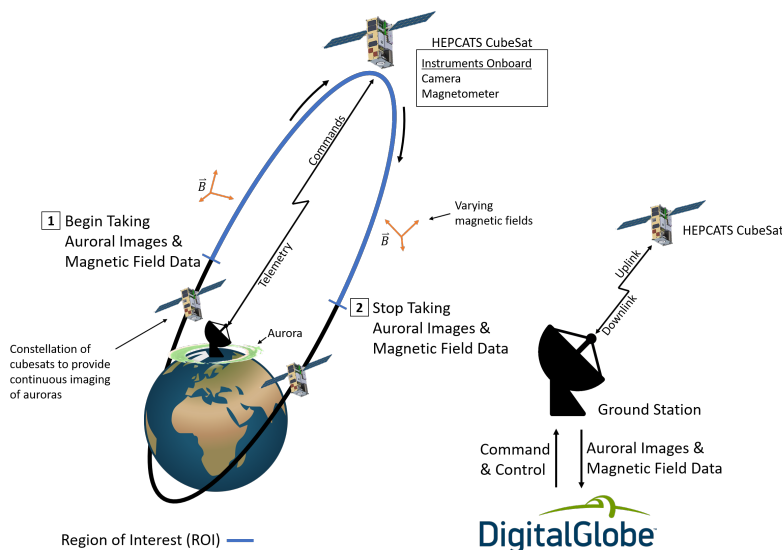 HEPCATS CubeSat
Instruments Onboard
Camera
Magnetometer
Commands
Telemetry
B
1 Begin Taking
Auroral Images &
Magnetic Field Data
Varying
magnetic fields
B
2 Stop Taking
Auroral Images &
Magnetic Field Data
Aurora
Constellation of
cubesats to provide
continuous imaging
of auroras
Region of Interest (ROI)
HEPCATS CubeSat
Uplink
Downlink
Ground Station
Command
& Control
Auroral Images &
Magnetic Field Data
DigitalGlobe